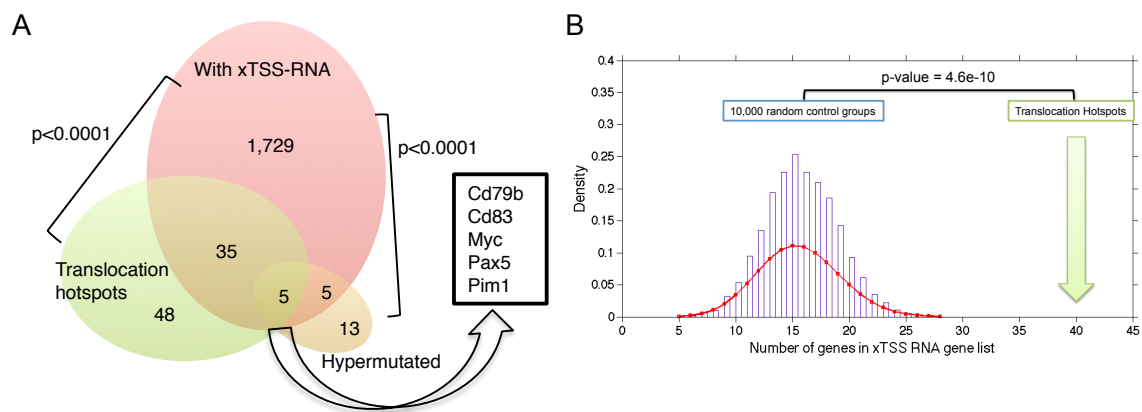 A
With xTSS-RNA
p<0.0001
1,729
p<0.0001
35
Translocation
hotspots
48
5
5
13
Hypermutated
Cd79b
Cd83
Myc
Pax5
Pim1
B
p-value = 4.6e-10
10,000 random control groups
Translocation Hotspots
Density
0.4
0.35
0.3
0.25
0.2
0.15
0.1
0.05
0
0
5
10
15
20
25
30
35
40
45
Number of genes in xTSS RNA gene list